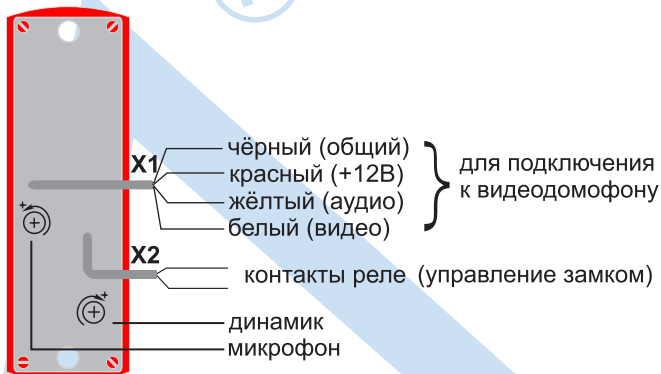 X1
чёрный (общий)
красный (+12В)
жёлтый (аудио)
белый (видео)
для подключения
к видеодомофону
X2
контакты реле (управление замком)
динамик
микрофон